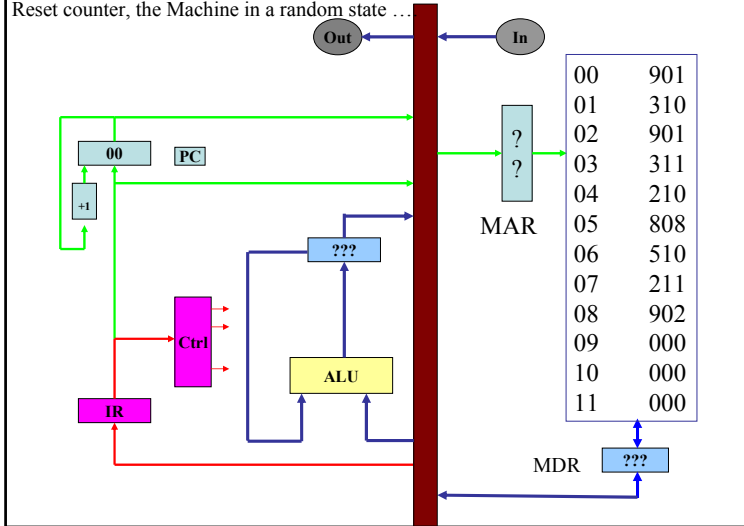 Reset counter, the Machine in a random state …
Out
In
00 901
01 310
02 901
03 311
04 210
05 808
06 510
07 211
08 902
09 000
10 000
11 000
?
?
MAR
00
PC
+1
???
Ctrl
ALU
IR
MDR
???